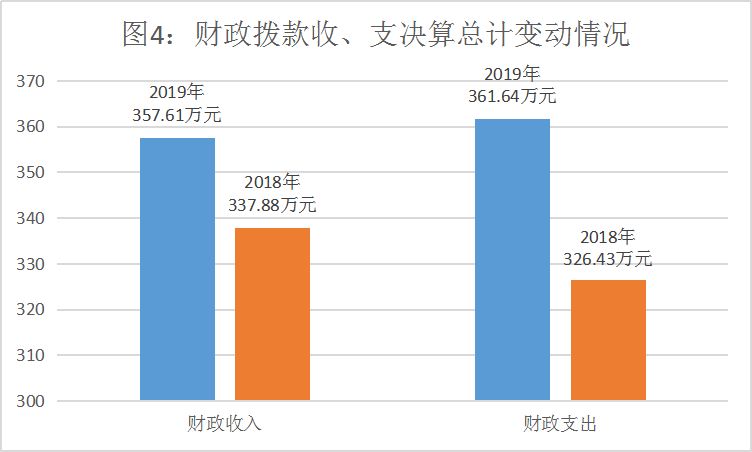 图4：财政拨款收、支决算总计变动情况
370
360
350
340
330
320
310
300
2019年
357.61万元
2018年
337.88万元
2019年
361.64万元
2018年
326.43万元
财政收入
财政支出